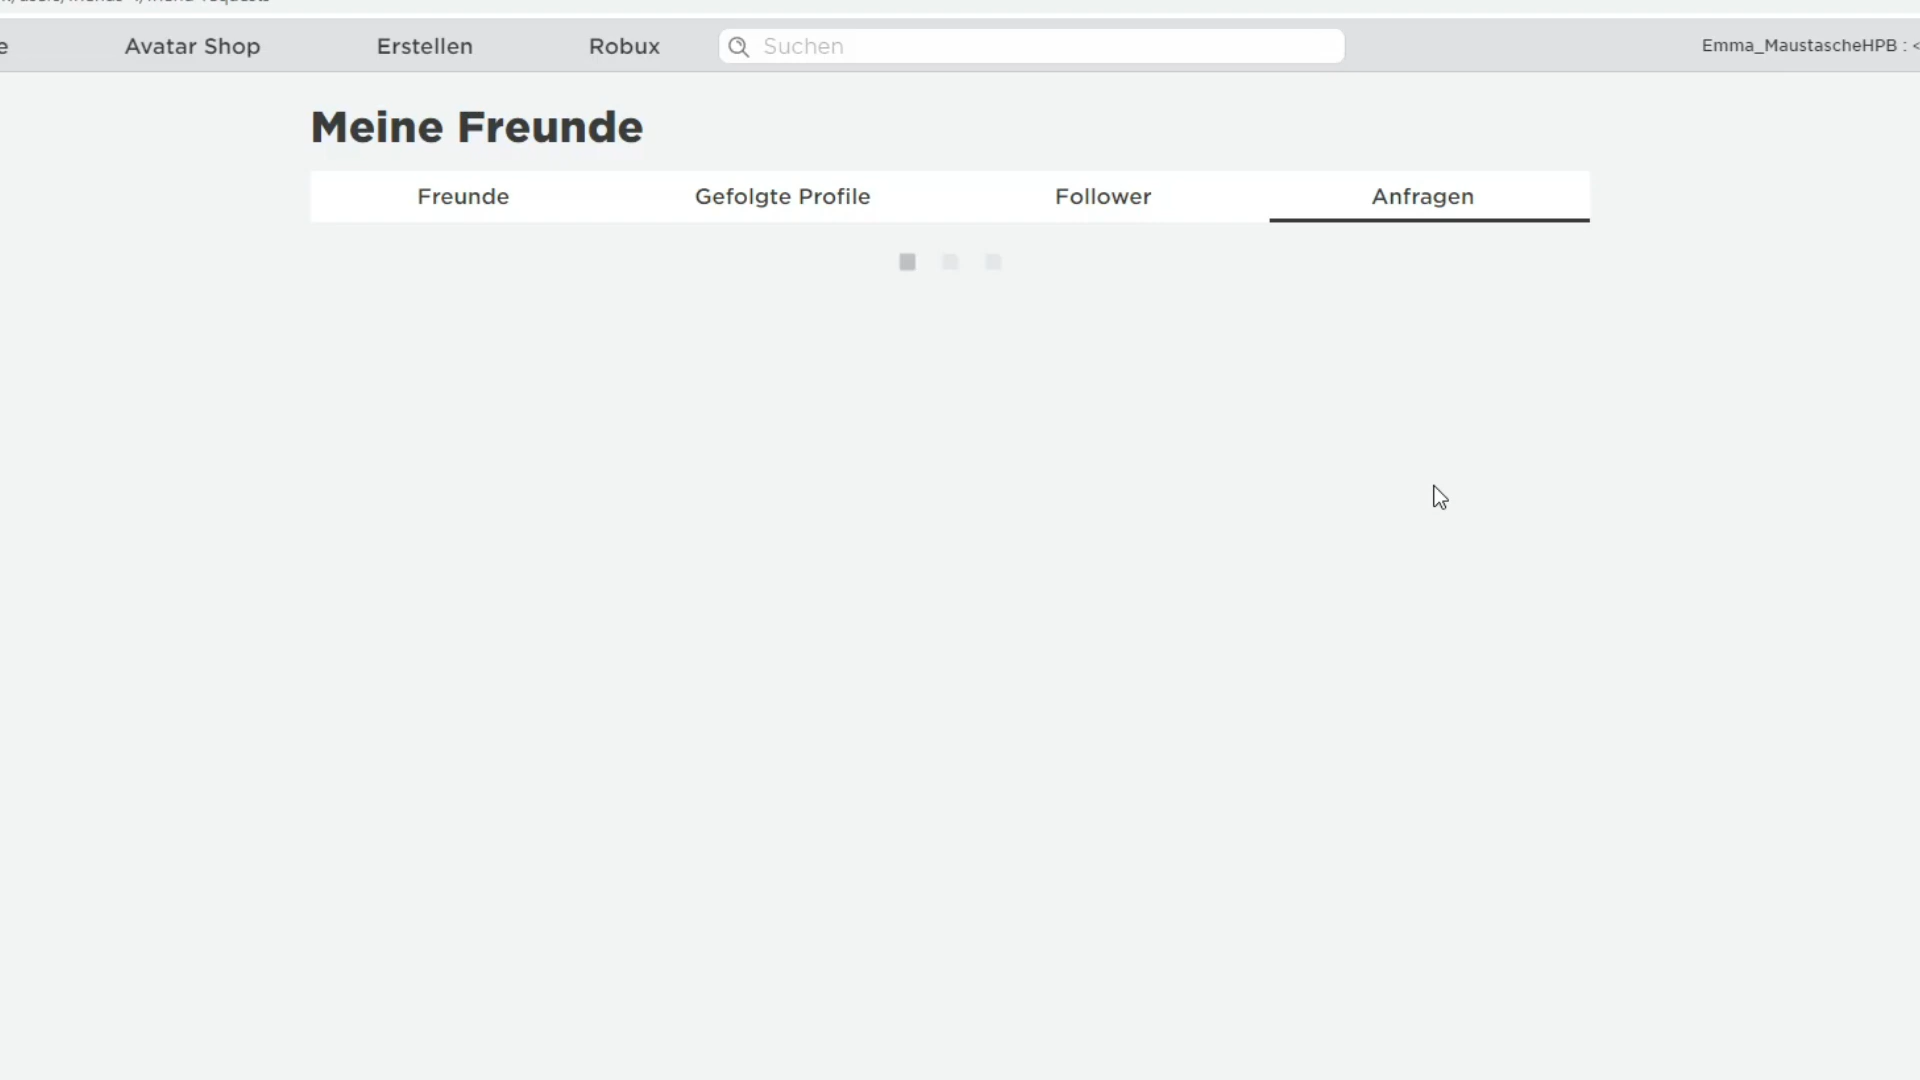 Avatar Shop Erstellen Robux Suchen Emma_MaustascheHPB : <
Meine Freunde
Freunde Gefolgte Profile Follower Anfragen